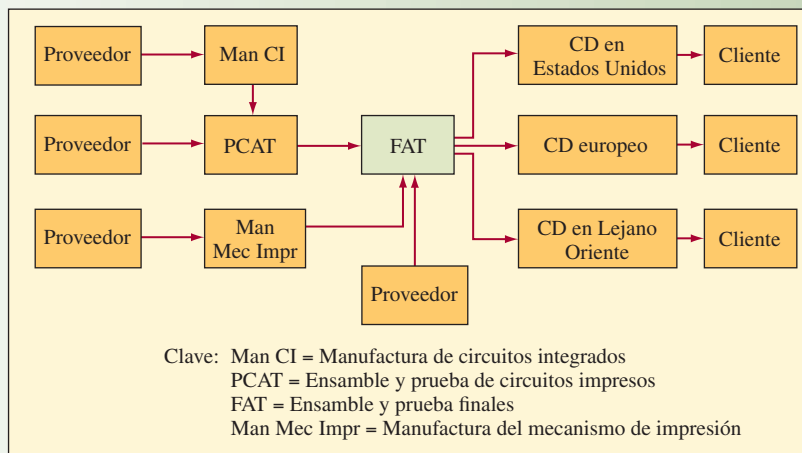 Proveedor
Man CI
CD en
Estados Unidos
Cliente
Proveedor
PCAT
FAT
CD europeo
Cliente
Proveedor
Man
Mec Impr
CD en Lejano
Oriente
Cliente
Proveedor
Clave: Man CI = Manufactura de circuitos integrados
PCAT = Ensamble y prueba de circuitos impresos
FAT = Ensamble y prueba finales
Man Mec Impr = Manufactura del mecanismo de impresión